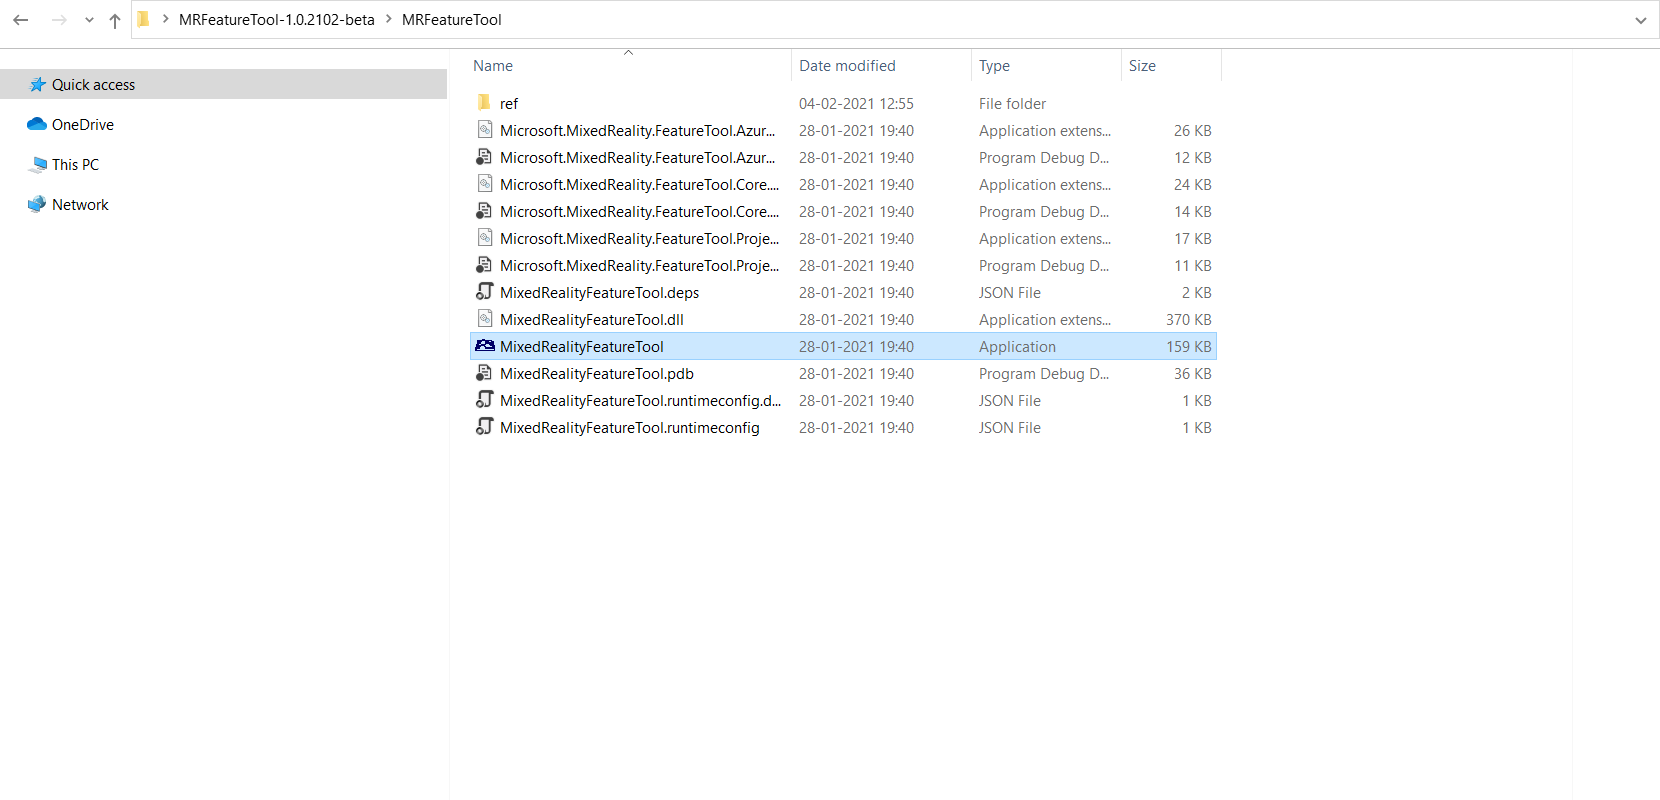 MRFeatureTool-1.0.2102-beta > MRFeatureTool
Quick access
OneDrive
This PC
Network
Name Date modified Type Size
ref 04-02-2021 12:55 File folder
Microsoft.MixedReality.FeatureTool.Azur... 28-01-2021 19:40 Application extens... 26 KB
Microsoft.MixedReality.FeatureTool.Azur... 28-01-2021 19:40 Program Debug D... 12 KB
Microsoft.MixedReality.FeatureTool.Core.... 28-01-2021 19:40 Application extens... 24 KB
Microsoft.MixedReality.FeatureTool.Core.... 28-01-2021 19:40 Program Debug D... 14 KB
Microsoft.MixedReality.FeatureTool.Proje... 28-01-2021 19:40 Application extens... 17 KB
Microsoft.MixedReality.FeatureTool.Proje... 28-01-2021 19:40 Program Debug D... 11 KB
MixedRealityFeatureTool.deps 28-01-2021 19:40 JSON File 2 KB
MixedRealityFeatureTool.dll 28-01-2021 19:40 Application extens... 370 KB
MixedRealityFeatureTool 28-01-2021 19:40 Application 159 KB
MixedRealityFeatureTool.pdb 28-01-2021 19:40 Program Debug D... 36 KB
MixedRealityFeatureTool.runtimeconfig.d... 28-01-2021 19:40 JSON File 1 KB
MixedRealityFeatureTool.runtimeconfig 28-01-2021 19:40 JSON File 1 KB